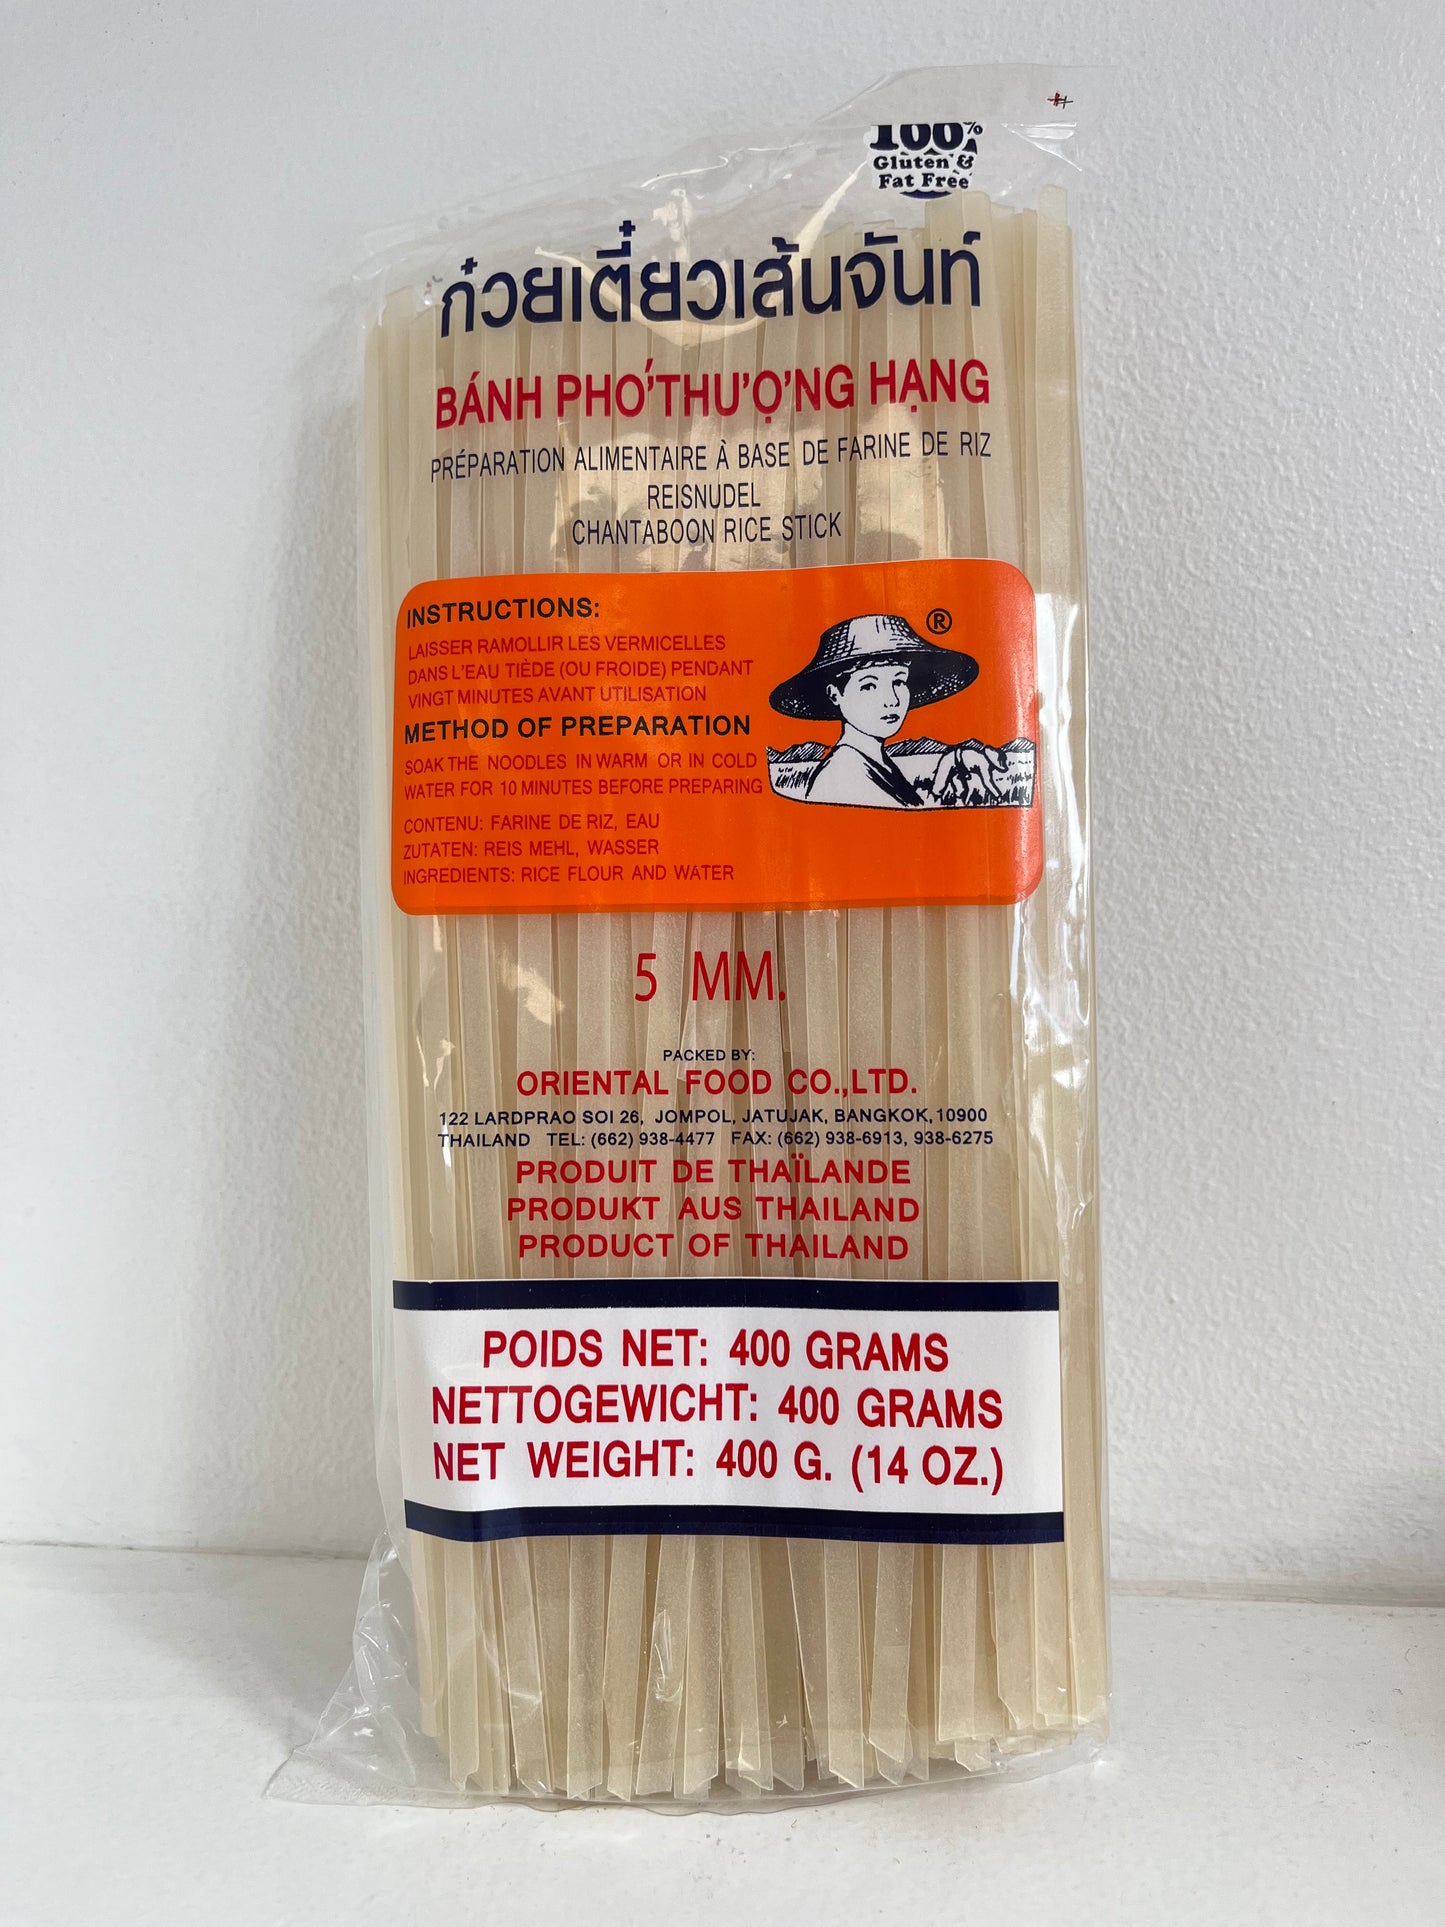 100%
Gluten &
Fat Free
ก๋วยเตี๋ยวเส้นจันท์
BÁNH PHỞ THƯỢNG HẠNG
PRÉPARATION ALIMENTAIRE À BASE DE FARINE DE RIZ
REISNUDEL
CHANTABOON RICE STICK
INSTRUCTIONS:
LAISSER RAMOLLIR LES VERMICELLES
DANS L'EAU TIÈDE (OU FROIDE) PENDANT
VINGT MINUTES AVANT UTILISATION
METHOD OF PREPARATION
SOAK THE NOODLES IN WARM OR IN COLD
WATER FOR 10 MINUTES BEFORE PREPARING
CONTENU: FARINE DE RIZ, EAU
ZUTATEN: REIS MEHL, WASSER
INGREDIENTS: RICE FLOUR AND WATER
®
5 MM.
PACKED BY:
ORIENTAL FOOD CO.,LTD.
122 LARDPRAO SOI 26, JOMPOL, JATUJAK, BANGKOK, 10900
THAILAND TEL: (662) 938-4477 FAX: (662) 938-6913, 938-6275
PRODUIT DE THAÏLANDE
PRODUKT AUS THAILAND
PRODUCT OF THAILAND
POIDS NET: 400 GRAMS
NETTOGEWICHT: 400 GRAMS
NET WEIGHT: 400 G. (14 OZ.)